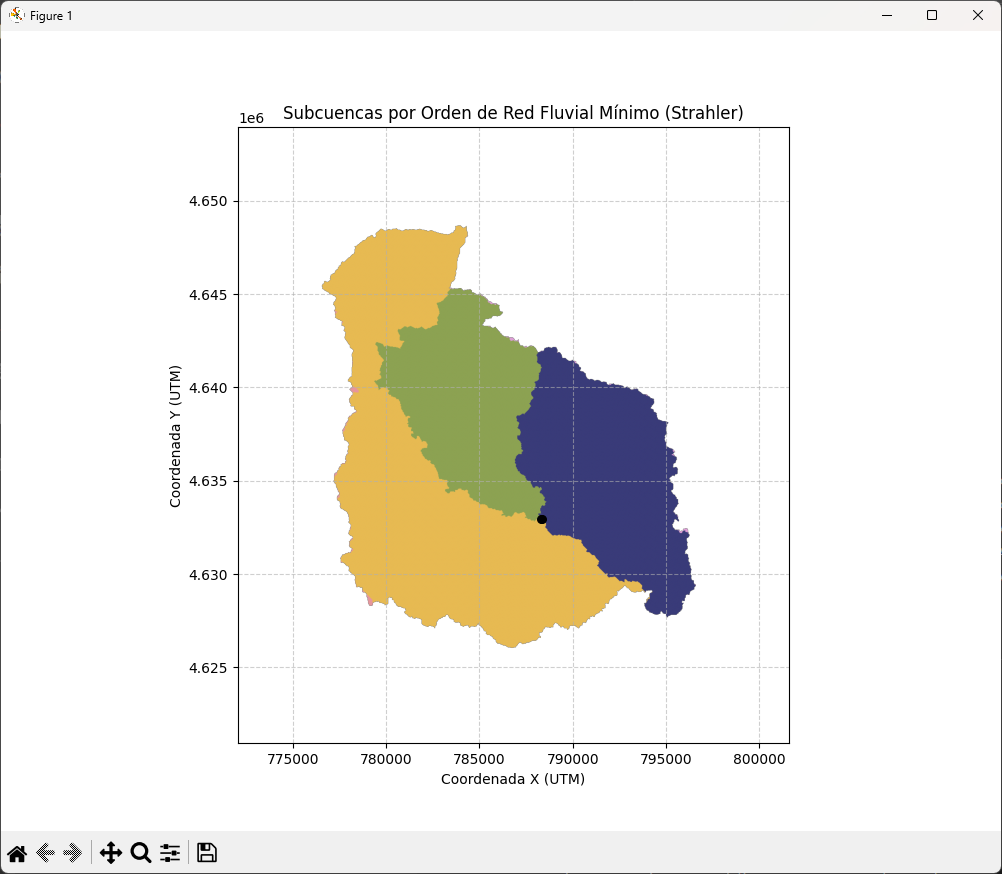 Figure 1
Subcuencas por Orden de Red Fluvial Mínimo (Strahler)
1e6
4.650
4.645
4.640
4.635
4.630
4.625
Coordenada Y (UTM)
775000 780000 785000 790000 795000 800000
Coordenada X (UTM)